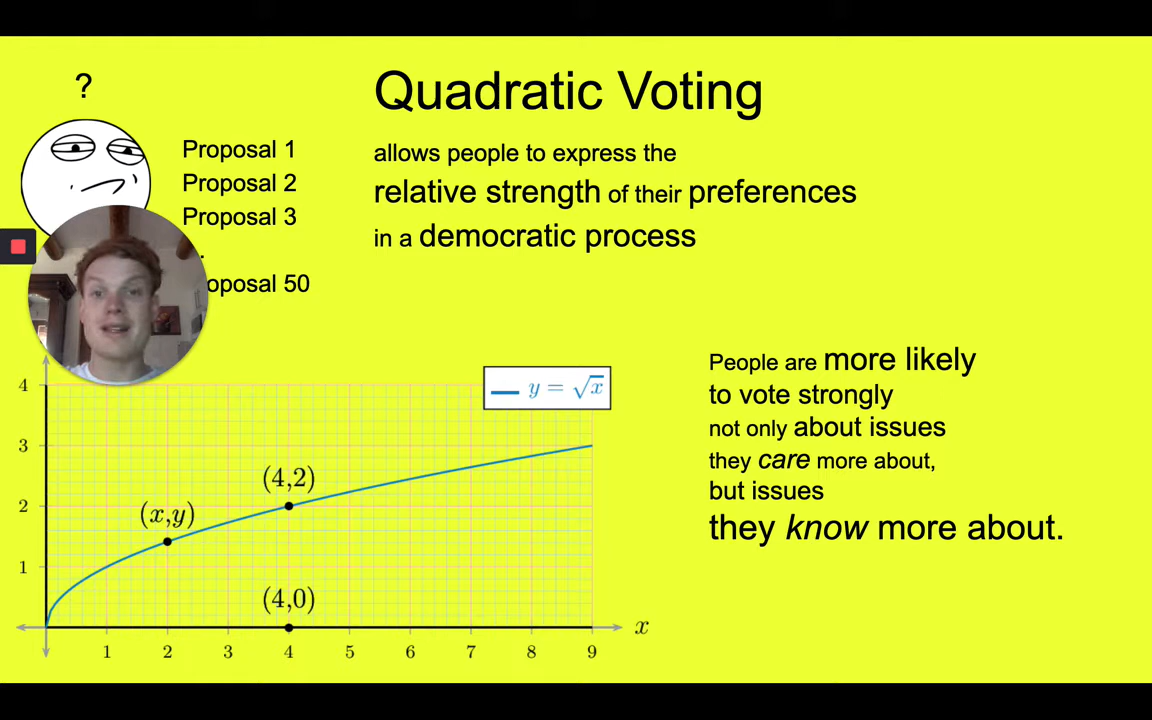 ?
Quadratic Voting
Proposal 1
Proposal 2
Proposal 3
.
oposal 50
allows people to express the
relative strength of their preferences
in a democratic process
People are more likely
to vote strongly
not only about issues
they care more about,
but issues
they know more about.
y = √x
4
3
2
1
(4,2)
(x,y)
(4,0)
x
1 2 3 4 5 6 7 8 9